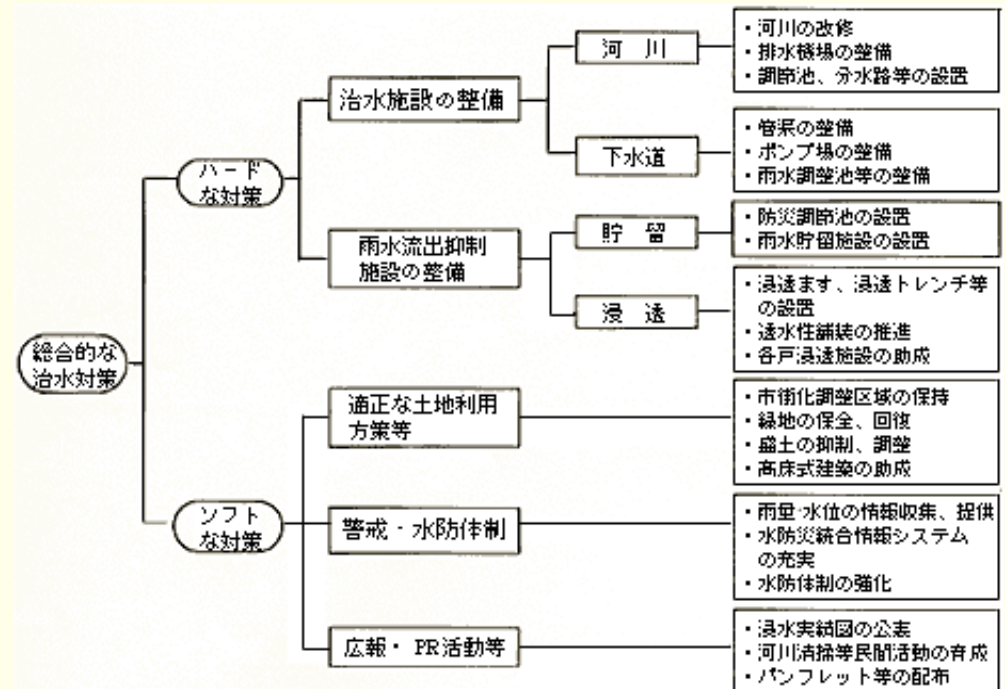 総合的な
治水対策
ハード
な対策
治水施設の整備
河 川
・河川の改修
・排水機場の整備
・調節池、分水路等の設置
下水道
・管渠の整備
・ポンプ場の整備
・雨水調整池等の整備
雨水流出抑制
施設の整備
貯 留
・防災調節池の設置
・雨水貯留施設の設置
浸 透
・浸透ます、浸透トレンチ等
の設置
・透水性舗装の推進
・各戸浸透施設の助成
ソフト
な対策
適正な土地利用
方策等
・市街化調整区域の保持
・緑地の保全、回復
・盛土の抑制、調整
・高床式建築の助成
警戒・水防体制
・雨量・水位の情報収集、提供
・水防災統合情報システム
の充実
・水防体制の強化
広報・PR活動等
・浸水実績図の公表
・河川清掃等民間活動の育成
・パンフレット等の配布